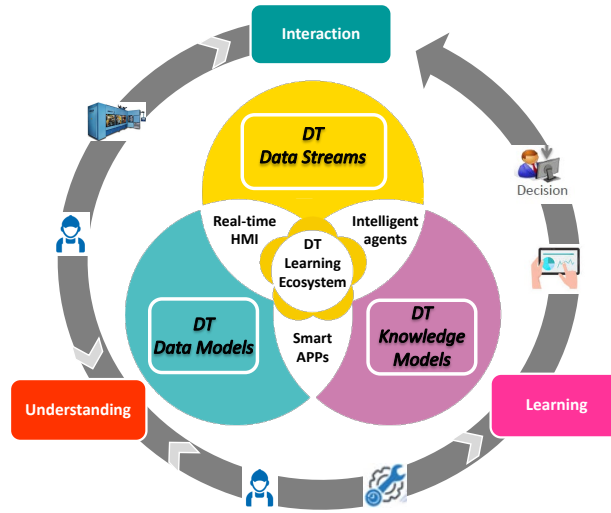 Interaction
DT
Data Streams
Decision
Real-time
HMI
Intelligent
agents
DT
Learning
Ecosystem
DT
Data Models
Smart
APPs
DT
Knowledge
Models
Understanding
Learning